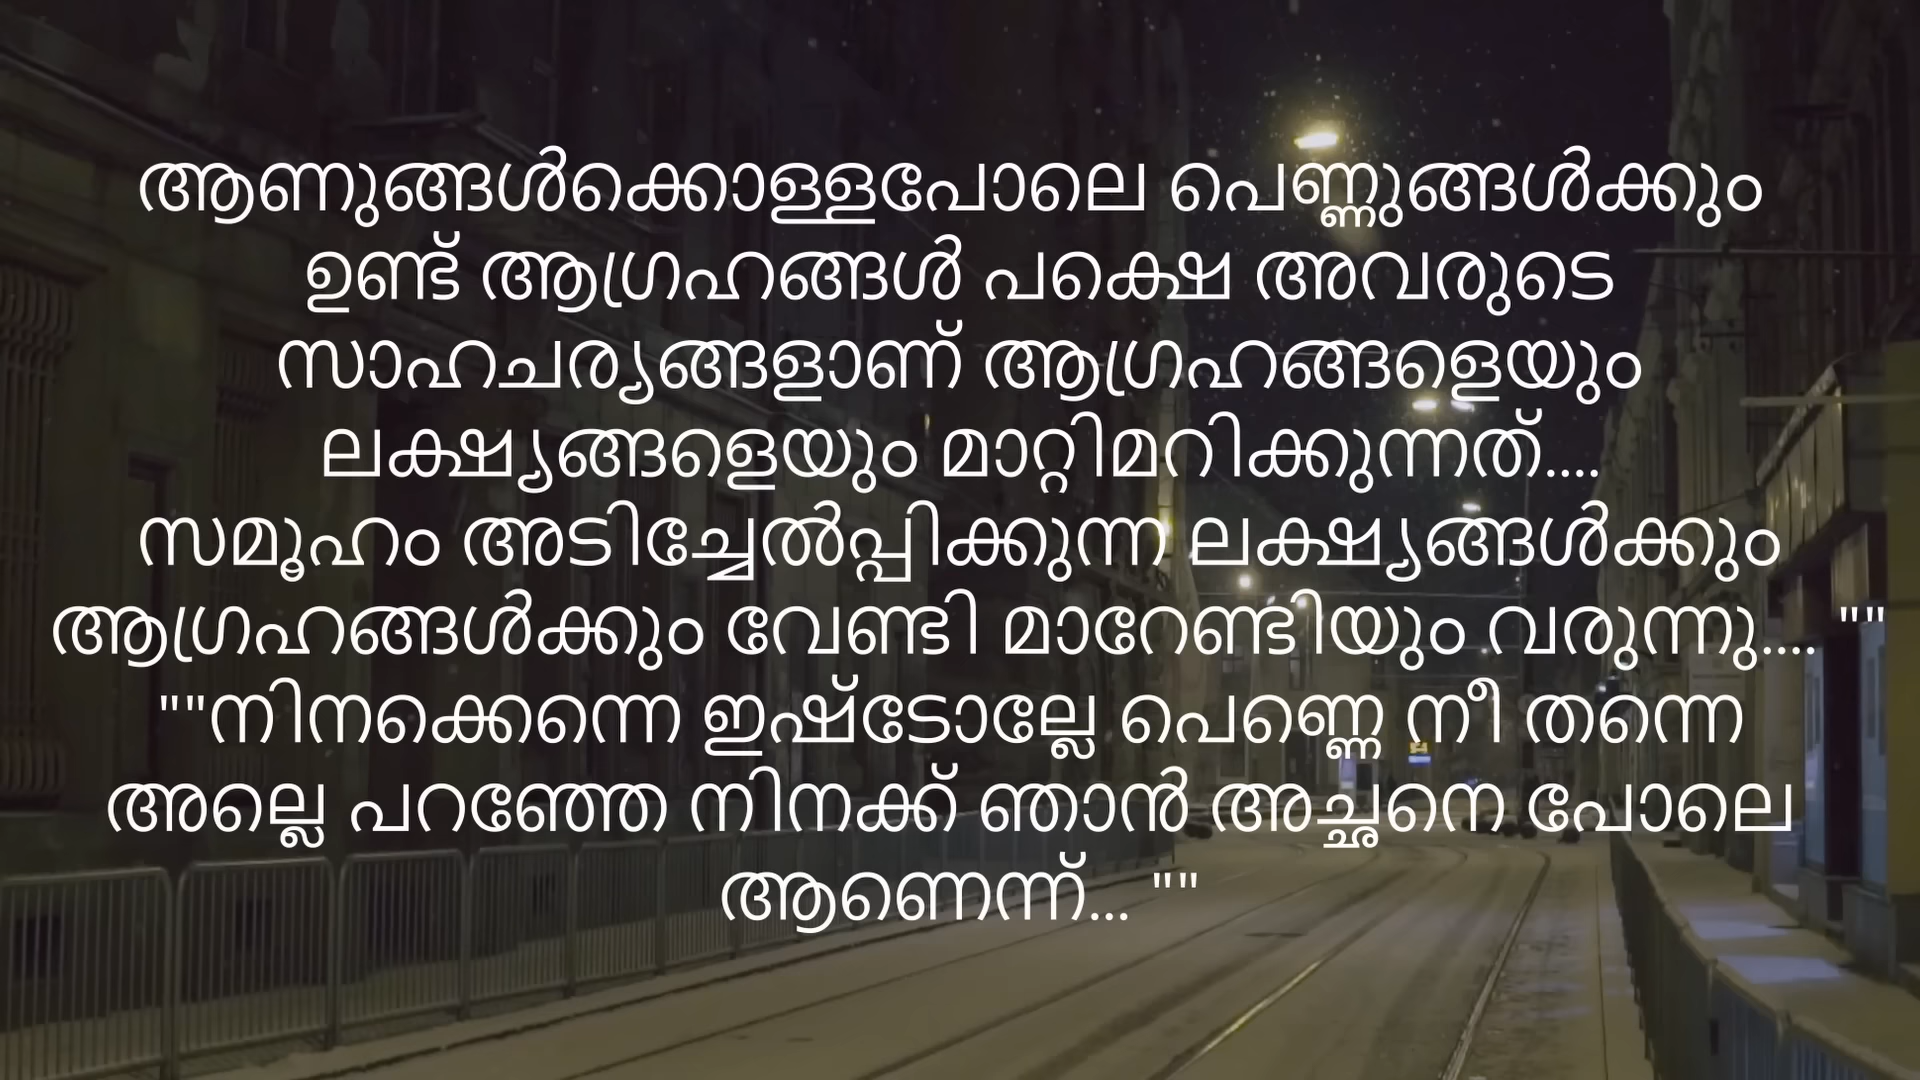 ആണുങ്ങൾക്കൊള്ളപോലെ പെണ്ണുങ്ങൾക്കും
ഉണ്ട് ആഗ്രഹങ്ങൾ പക്ഷെ അവരുടെ
സാഹചര്യങ്ങളാണ് ആഗ്രഹങ്ങളെയും
ലക്ഷ്യങ്ങളെയും മാറ്റിമറിക്കുന്നത്....
സമൂഹം അടിച്ചേൽപ്പിക്കുന്ന ലക്ഷ്യങ്ങൾക്കും
ആഗ്രഹങ്ങൾക്കും വേണ്ടി മാറേണ്ടിയും വരുന്നു.... ""
""നിനക്കെന്നെ ഇഷ്ടോല്ലേ പെണ്ണെ നീ തന്നെ
അല്ലെ പറഞ്ഞേ നിനക്ക് ഞാൻ അച്ഛനെ പോലെ
ആണെന്ന്... ""